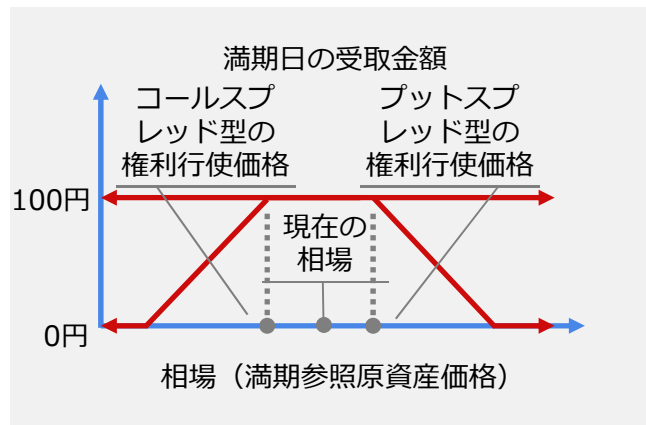 満期日の受取金額
コールスプ
レッド型の
権利行使価格
プットスプ
レッド型の
権利行使価格
100円
現在の
相場
0円
相場（満期参照原資産価格）